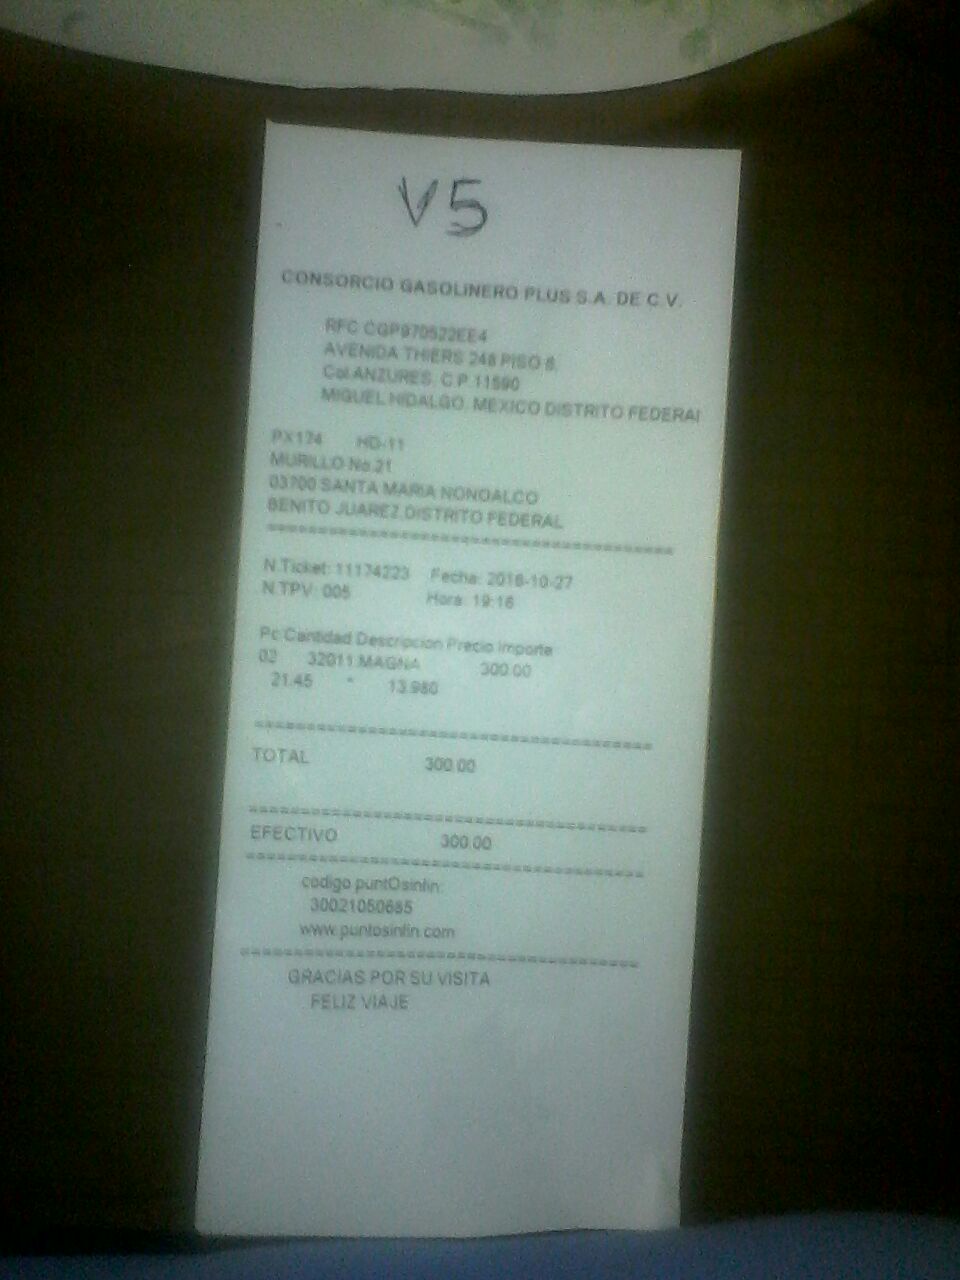 V5
CONSORCIO GASOLINERO PLUS S.A. DE C.V.
RFC CGP970522EE4
AVENIDA THIERS 248 PISO 8,
Col.ANZURES, C.P.11590
MIGUEL HIDALGO, MEXICO DISTRITO FEDERAl
PX174 HD-11
MURILLO No.21
03700 SANTA MARIA NONOALCO
BENITO JUAREZ,DISTRITO FEDERAL
N.Ticket: 11174223 Fecha: 2016-10-27
N.TPV: 005 Hora: 19:16
Pc Cantidad Descripcion Precio Importe
02 32011 MAGNA 300.00
21.45 * 13.980
TOTAL 300.00
EFECTIVO 300.00
codigo puntOsinfin:
30021050685
www.puntosinfin.com
GRACIAS POR SU VISITA
FELIZ VIAJE